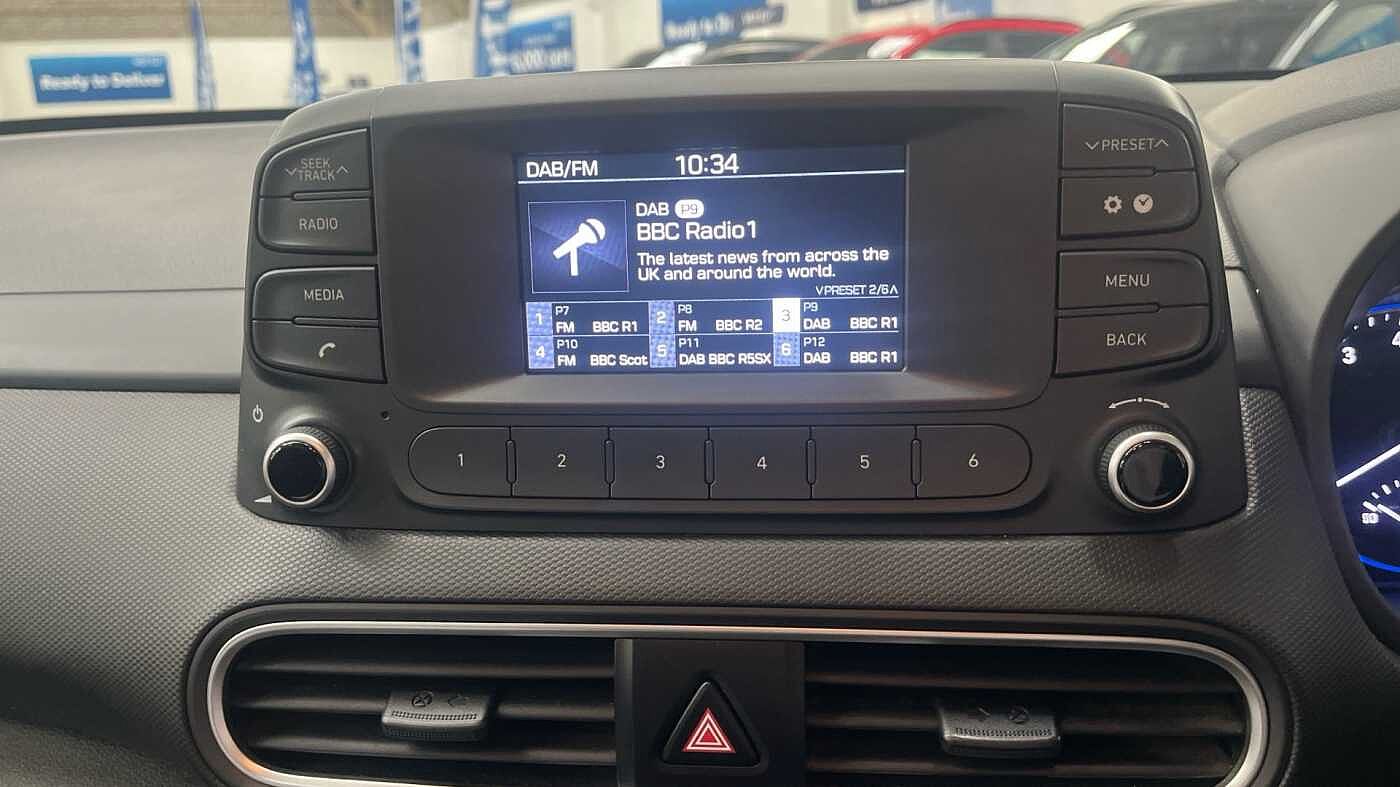 Ready to Deliver
DAB/FM 10:34
DAB P9
BBC Radio1
The latest news from across the
UK and around the world.
PRESET 2/6
1 P7 FM BBC R1
2 P8 FM BBC R2
3 P9 DAB BBC R1
4 P10 FM BBC Scot
5 P11 DAB BBC R5SX
6 P12 DAB BBC R1
SEEK
TRACK
RADIO
MEDIA
PRESET
MENU
BACK
1 2 3 4 5 6
3